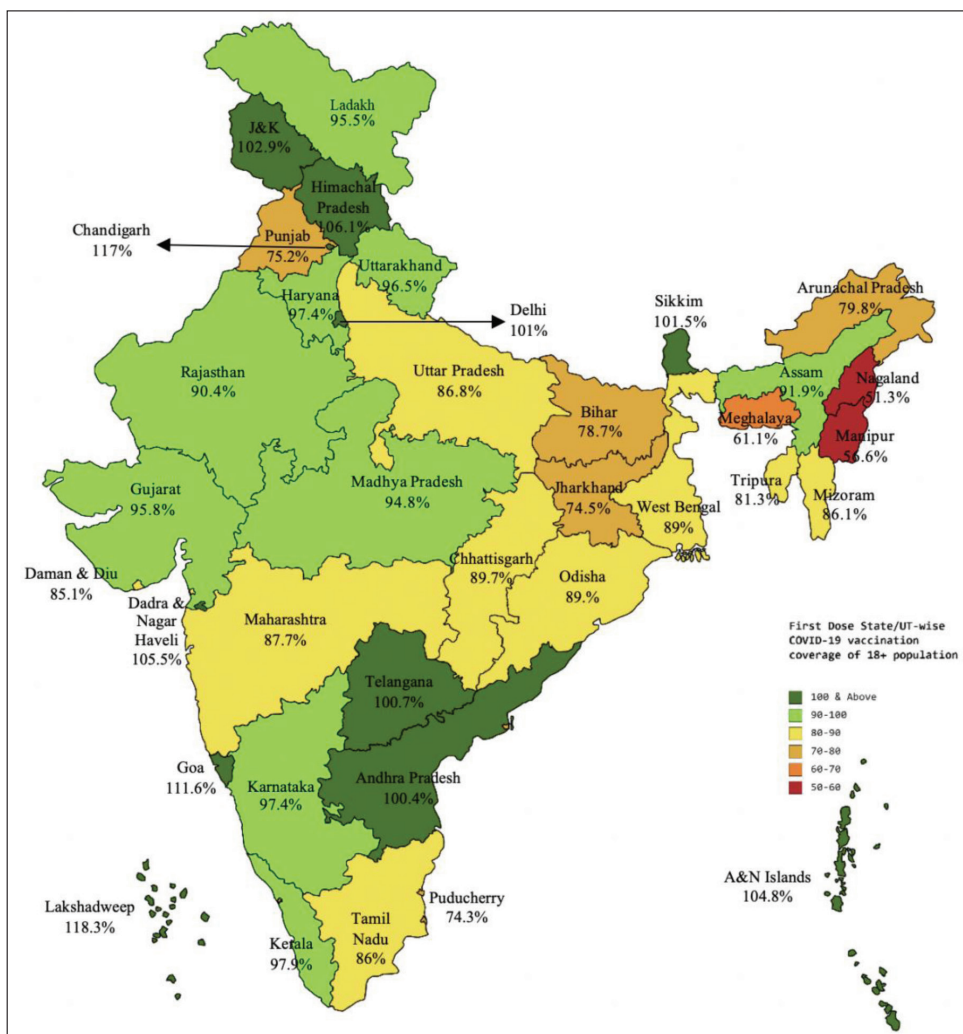 Ladakh
95.5%
J&K
102.9%
Himachal
Pradesh
106.1%
Chandigarh
117%
Punjab
75.2%
Uttarakhand
96.5%
Haryana
97.4%
Delhi
101%
Sikkim
101.5%
Arunachal Pradesh
79.8%
Rajasthan
90.4%
Uttar Pradesh
86.8%
Assam
91.9%
Nagaland
51.3%
Bihar
78.7%
Meghalaya
61.1%
Manipur
56.6%
Gujarat
95.8%
Madhya Pradesh
94.8%
Jharkhand
74.5%
West Bengal
89%
Tripura
81.3%
Mizoram
86.1%
Chhattisgarh
89.7%
Odisha
89.%
Daman & Diu
85.1%
Dadra &
Nagar
Haveli
105.5%
Maharashtra
87.7%
First Dose State/UT-wise
COVID-19 vaccination
coverage of 18+ population
100 & Above
90-100
80-90
70-80
60-70
50-60
Telangana
100.7%
Goa
111.6%
Karnataka
97.4%
Andhra Pradesh
100.4%
Lakshadweep
118.3%
Kerala
97.9%
Tamil
Nadu
86%
Puducherry
74.3%
A&N Islands
104.8%